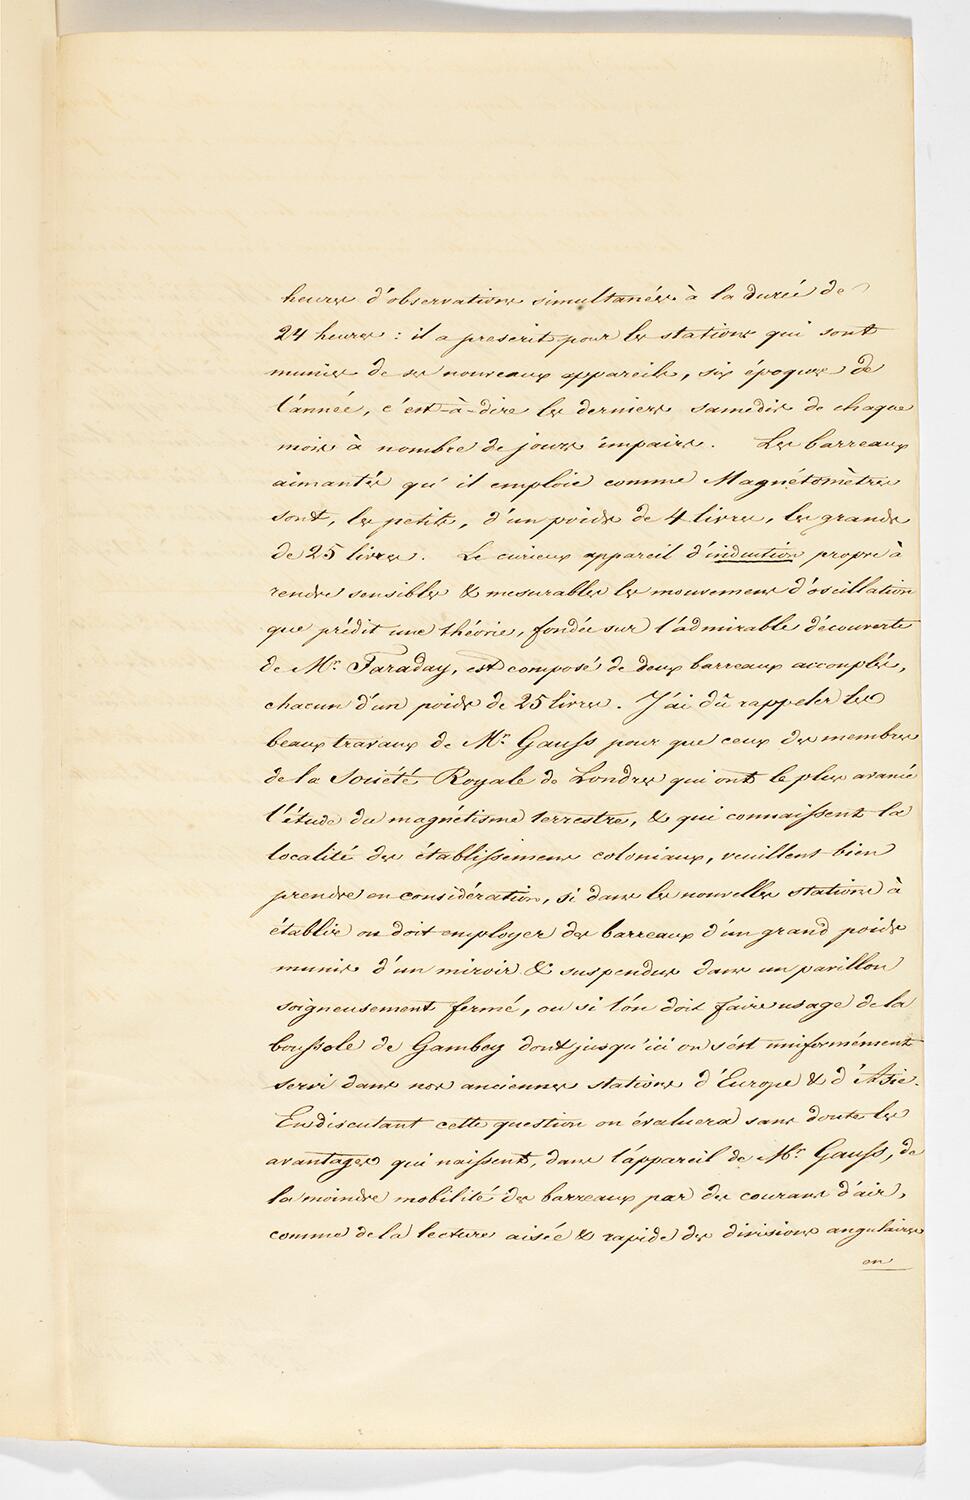 heures d'observations simultanées à la durée de
24 heures : il a prescrit pour les stations qui sont
munies de ses nouveaux appareils, six époques de
l'année, c'est-à-dire les derniers samedis de chaque
mois à nombre de jours impairs. Les barreaux
aimantés qu'il emploie comme Magnétomètres
sont, les petits, d'un poids de 4 livres, les grands
de 25 livres. Le curieux appareil d'induction propre à
rendre sensibles & mesurables les mouvemens d'oscillation
que prédit une théorie, fondée sur l'admirable découverte
de Mr. Faraday, est composé de deux barreaux accouplés,
chacun d'un poids de 25 livres. J'ai dû rappeler les
beaux travaux de Mr. Gauss pour que ceux des membres
de la Société Royale de Londres qui ont le plus avancé
l'étude du magnétisme terrestre, & qui connaissent la
localité des établissemens coloniaux, veuillent bien
prendre en considération, si dans les nouvelles stations à
établir on doit employer des barreaux d'un grand poids
munis d'un miroir & suspendus dans un pavillon
soigneusement fermé, ou si l'on doit faire usage de la
boussole de Gambey dont jusqu'ici on s'est uniformément
servi dans nos anciennes stations d'Europe & d'Asie.
En discutant cette question on évaluera sans doute les
avantages qui naissent, dans l'appareil de Mr. Gauss, de
la moindre mobilité des barreaux par des courans d'air,
comme de la lecture aisée & rapide des divisions angulaires
en